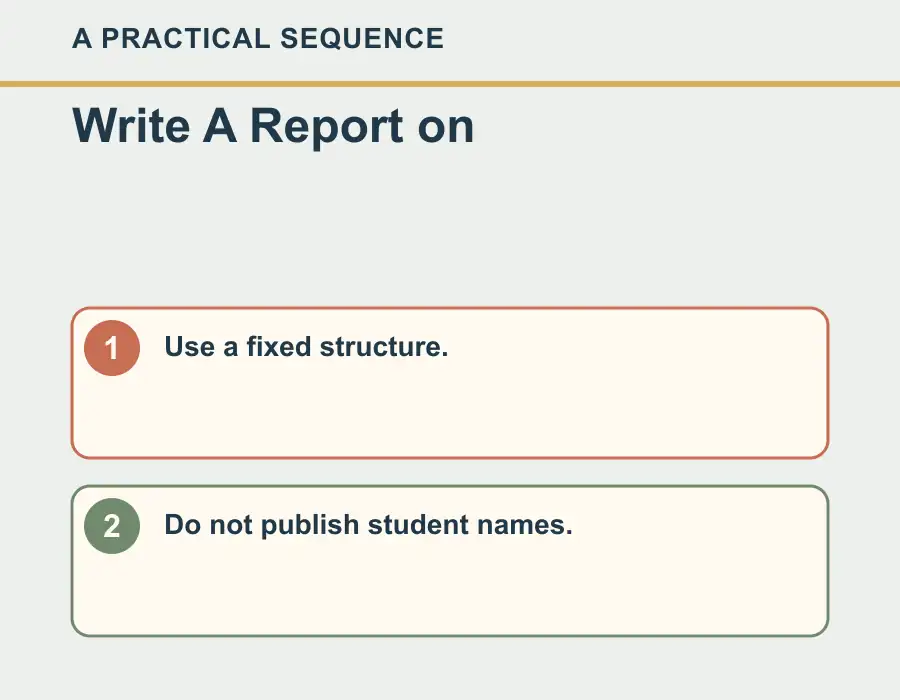 A PRACTICAL SEQUENCE
Write A Report on
1 Use a fixed structure.
2 Do not publish student names.